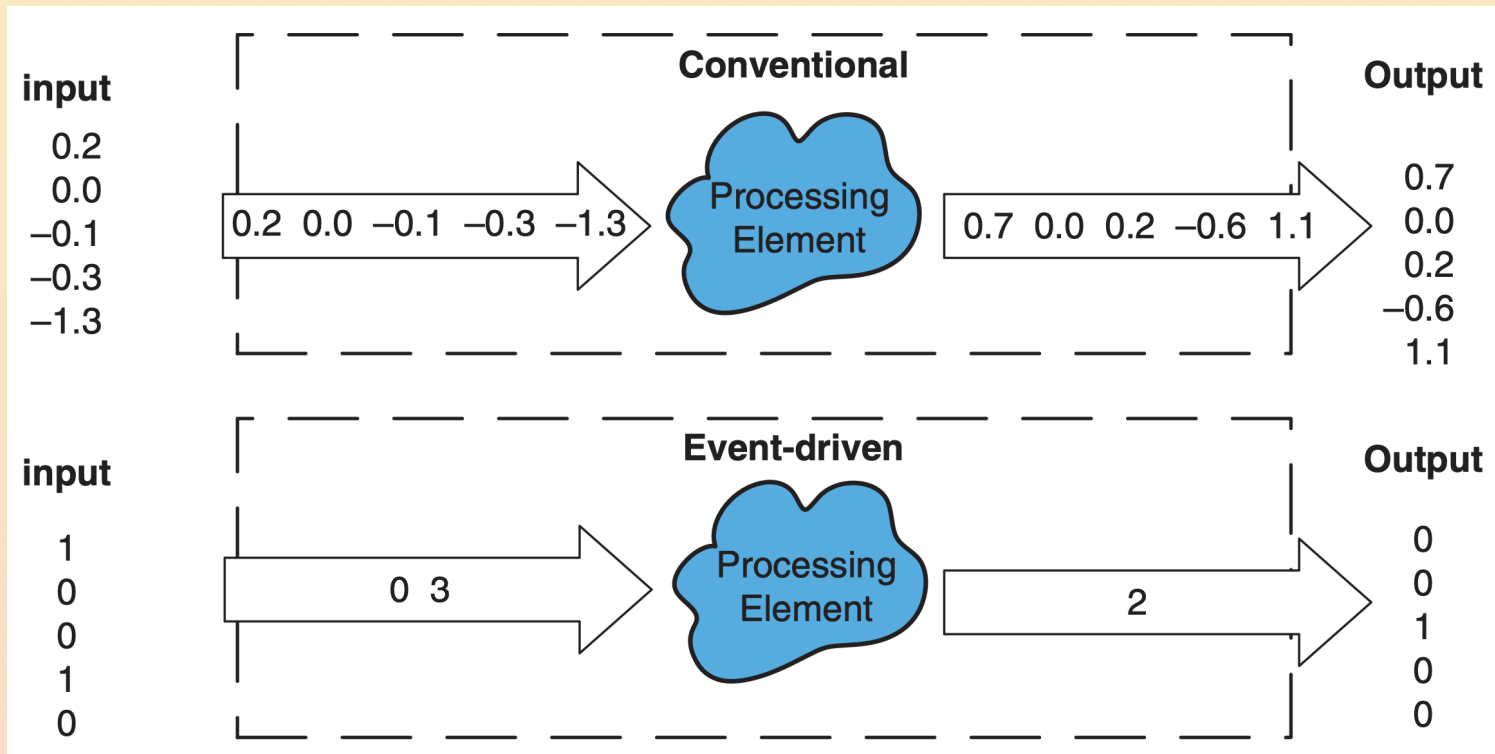 Conventional
input
0.2
0.0
–0.1
–0.3
–1.3
0.2 0.0 –0.1 –0.3 –1.3
Processing
Element
0.7 0.0 0.2 –0.6 1.1
Output
0.7
0.0
0.2
–0.6
1.1
Event-driven
input
1
0
0
1
0
0 3
Processing
Element
2
Output
0
0
1
0
0